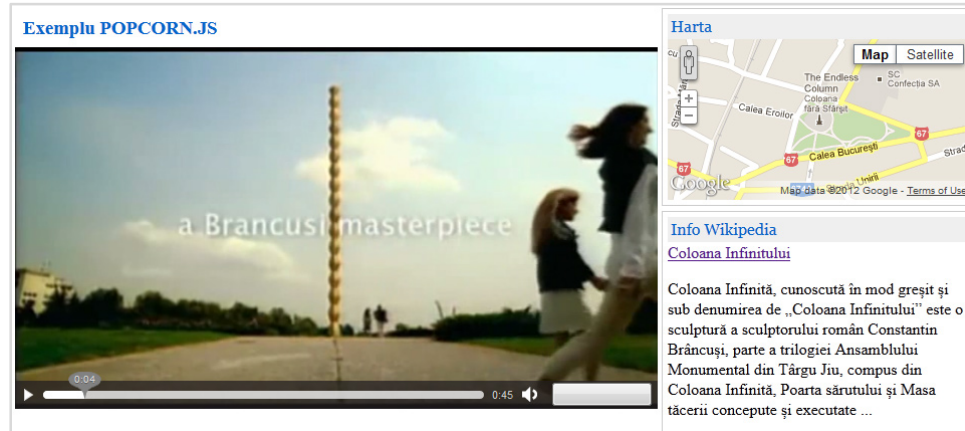 Exemplu POPCORN.JS
a Brancusi masterpiece
0:04
0:45
Harta
Map
Satellite
The Endless
Column
Coloana
fără Sfârșit
SC
Confecția SA
Calea Eroilor
67
67
67
Calea București
Strada Unirii
Google
Map data ©2012 Google - Terms of Use
Info Wikipedia
Coloana Infinitului
Coloana Infinită, cunoscută în mod greșit și
sub denumirea de „Coloana Infinitului” este o
sculptură a sculptorului român Constantin
Brâncuși, parte a trilogiei Ansamblului
Monumental din Târgu Jiu, compus din
Coloana Infinită, Poarta sărutului și Masa
tăcerii concepute și executate ...